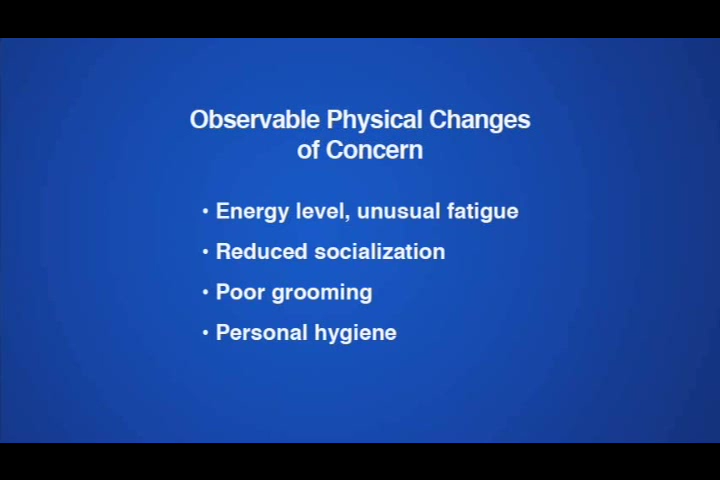 Observable Physical Changes
of Concern
• Energy level, unusual fatigue
• Reduced socialization
• Poor grooming
• Personal hygiene